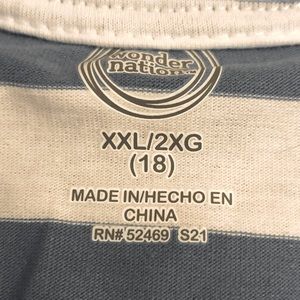 wonder
nation
XXL/2XG
(18)
MADE IN/HECHO EN
CHINA
RN# 52469 S21